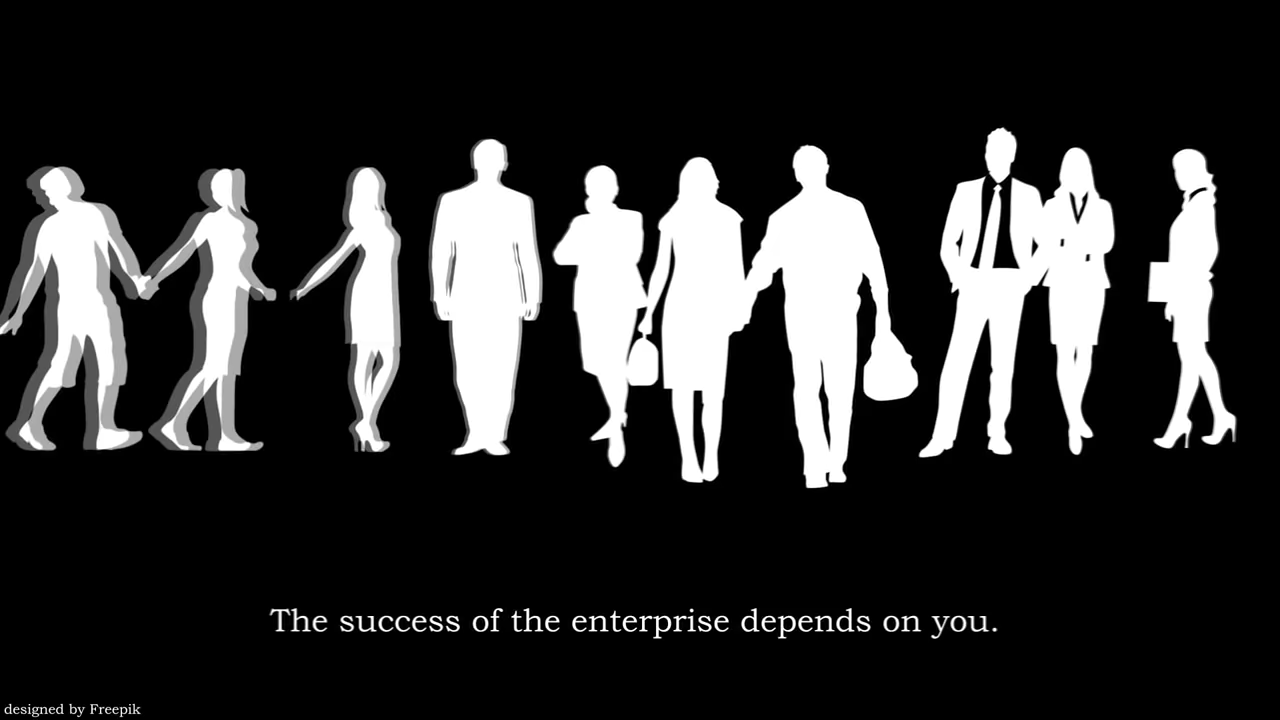 The success of the enterprise depends on you.
designed by Freepik